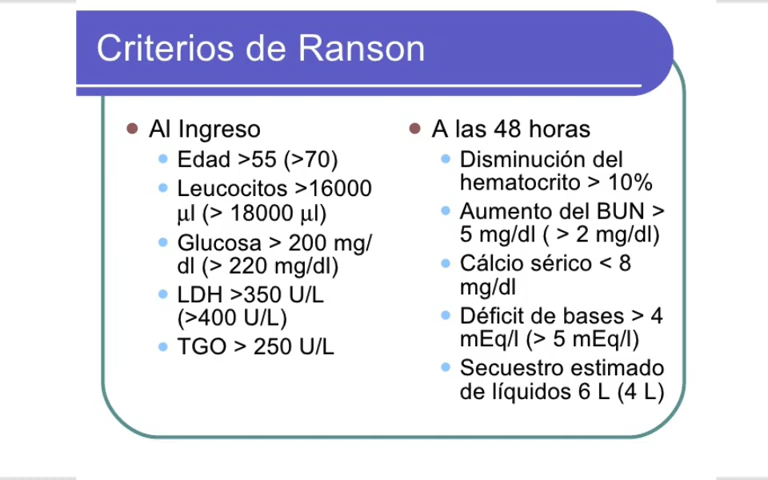 Criterios de Ranson
Al Ingreso
Edad >55 (>70)
Leucocitos >16000
µl (> 18000 µl)
Glucosa > 200 mg/
dl (> 220 mg/dl)
LDH >350 U/L
(>400 U/L)
TGO > 250 U/L
A las 48 horas
Disminución del
hematocrito > 10%
Aumento del BUN >
5 mg/dl ( > 2 mg/dl)
Cálcio sérico < 8
mg/dl
Déficit de bases > 4
mEq/l (> 5 mEq/l)
Secuestro estimado
de líquidos 6 L (4 L)